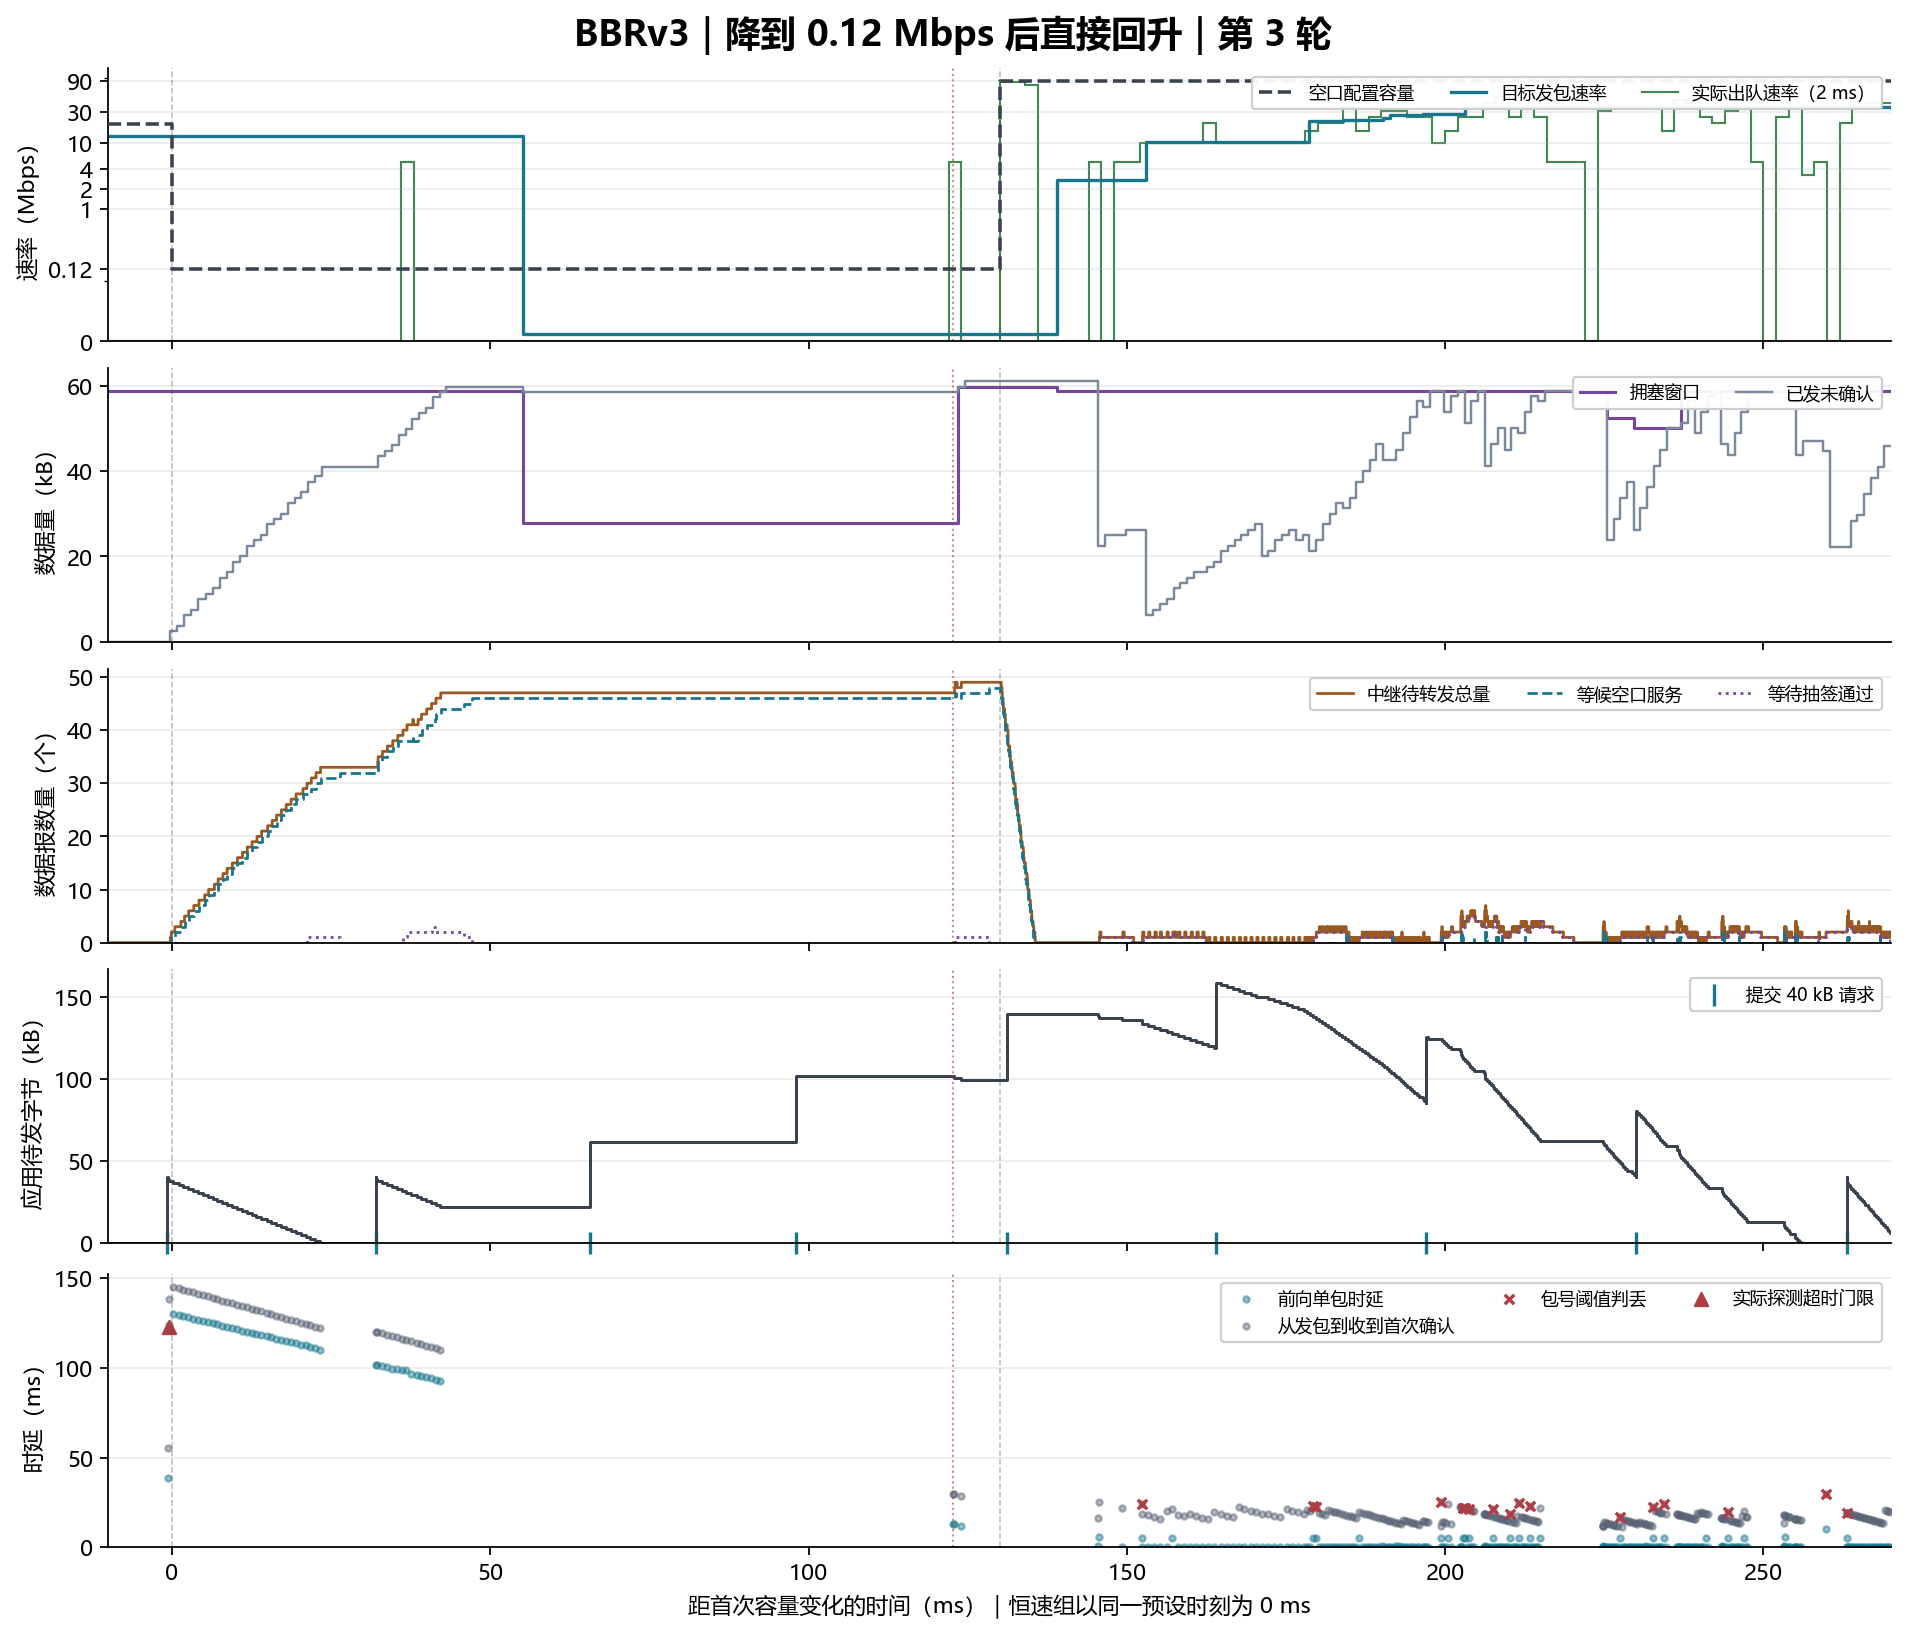 BBRv3｜降到 0.12 Mbps 后直接回升｜第 3 轮
速率（Mbps）
90
30
10
4
2
1
0.12
0
空口配置容量
目标发包速率
实际出队速率（2 ms）
数据量（kB）
60
40
20
0
拥塞窗口
已发未确认
数据报数量（个）
50
40
30
20
10
0
中继待转发总量
等候空口服务
等待抽签通过
应用待发字节（kB）
150
100
50
0
提交 40 kB 请求
时延（ms）
150
100
50
0
前向单包时延
从发包到收到首次确认
包号阈值判丢
实际探测超时门限
0
50
100
150
200
250
距首次容量变化的时间（ms）｜恒速组以同一预设时刻为 0 ms